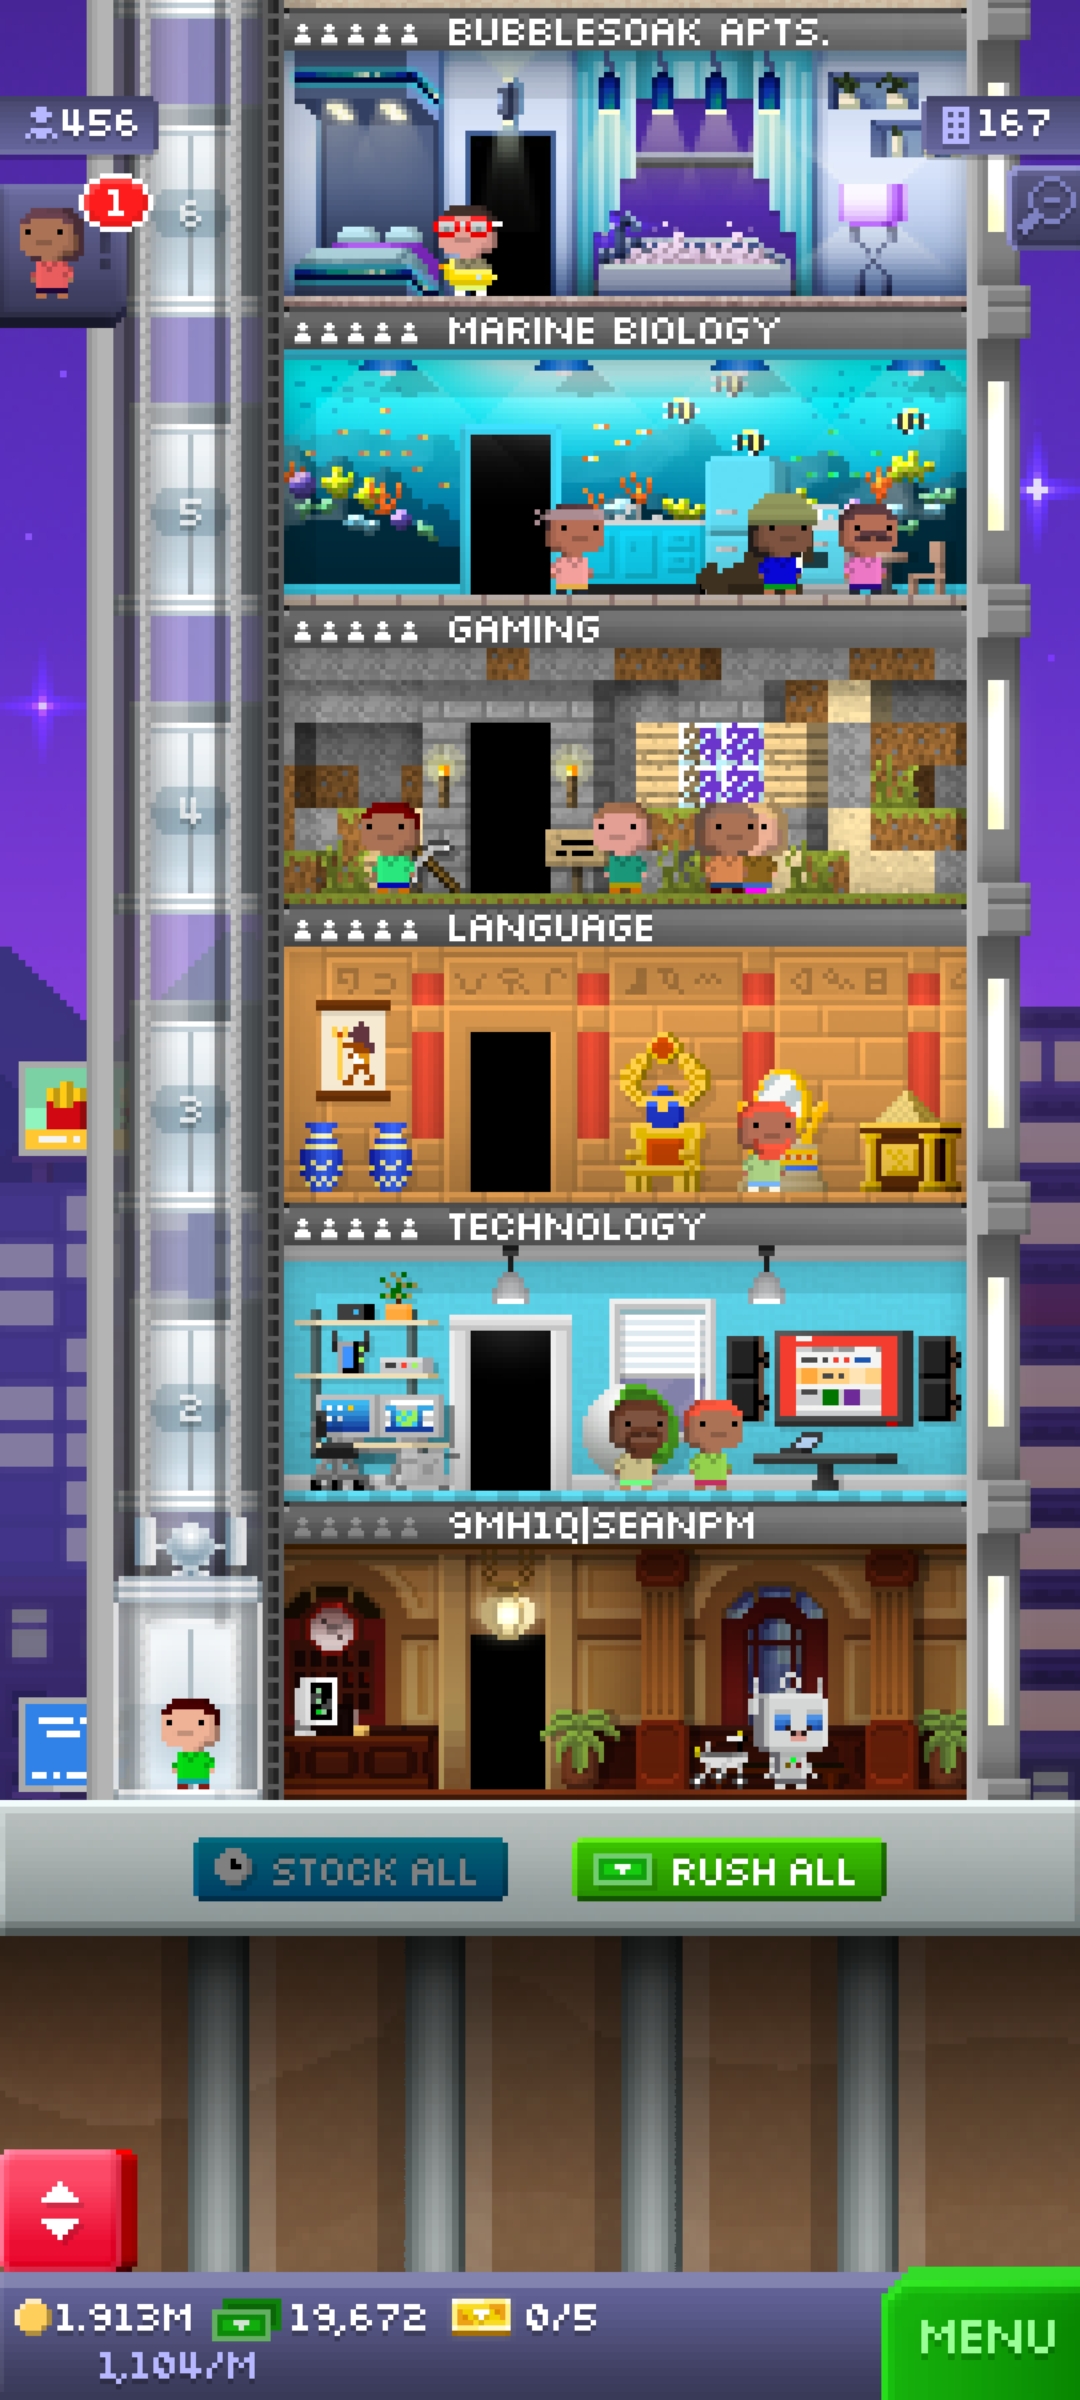 BUBBLESOAK APTS.
456
167
1
6
MARINE BIOLOGY
5
GAMING
4
LANGUAGE
3
TECHNOLOGY
2
9MH1Q|SEANPM
STOCK ALL
RUSH ALL
1.913M
19,672
0/5
1,104/M
MENU